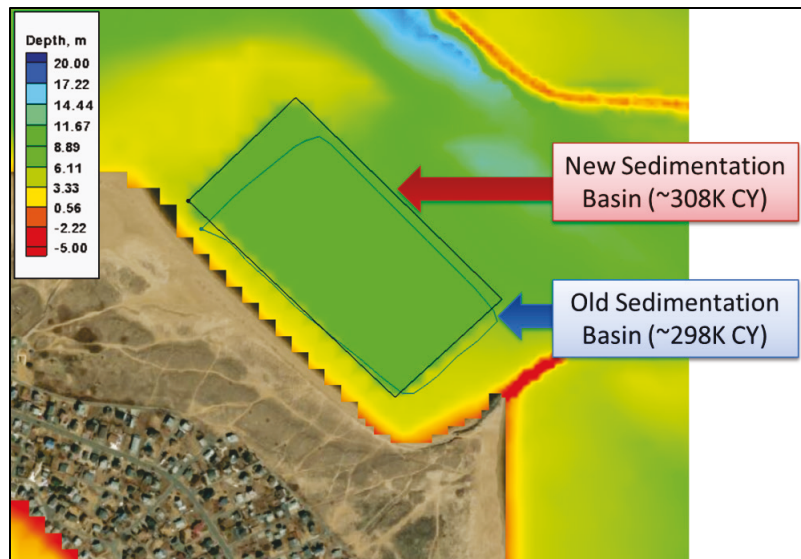 Depth, m
20.00
17.22
14.44
11.67
8.89
6.11
3.33
0.56
-2.22
-5.00
New Sedimentation
Basin (~308K CY)
Old Sedimentation
Basin (~298K CY)